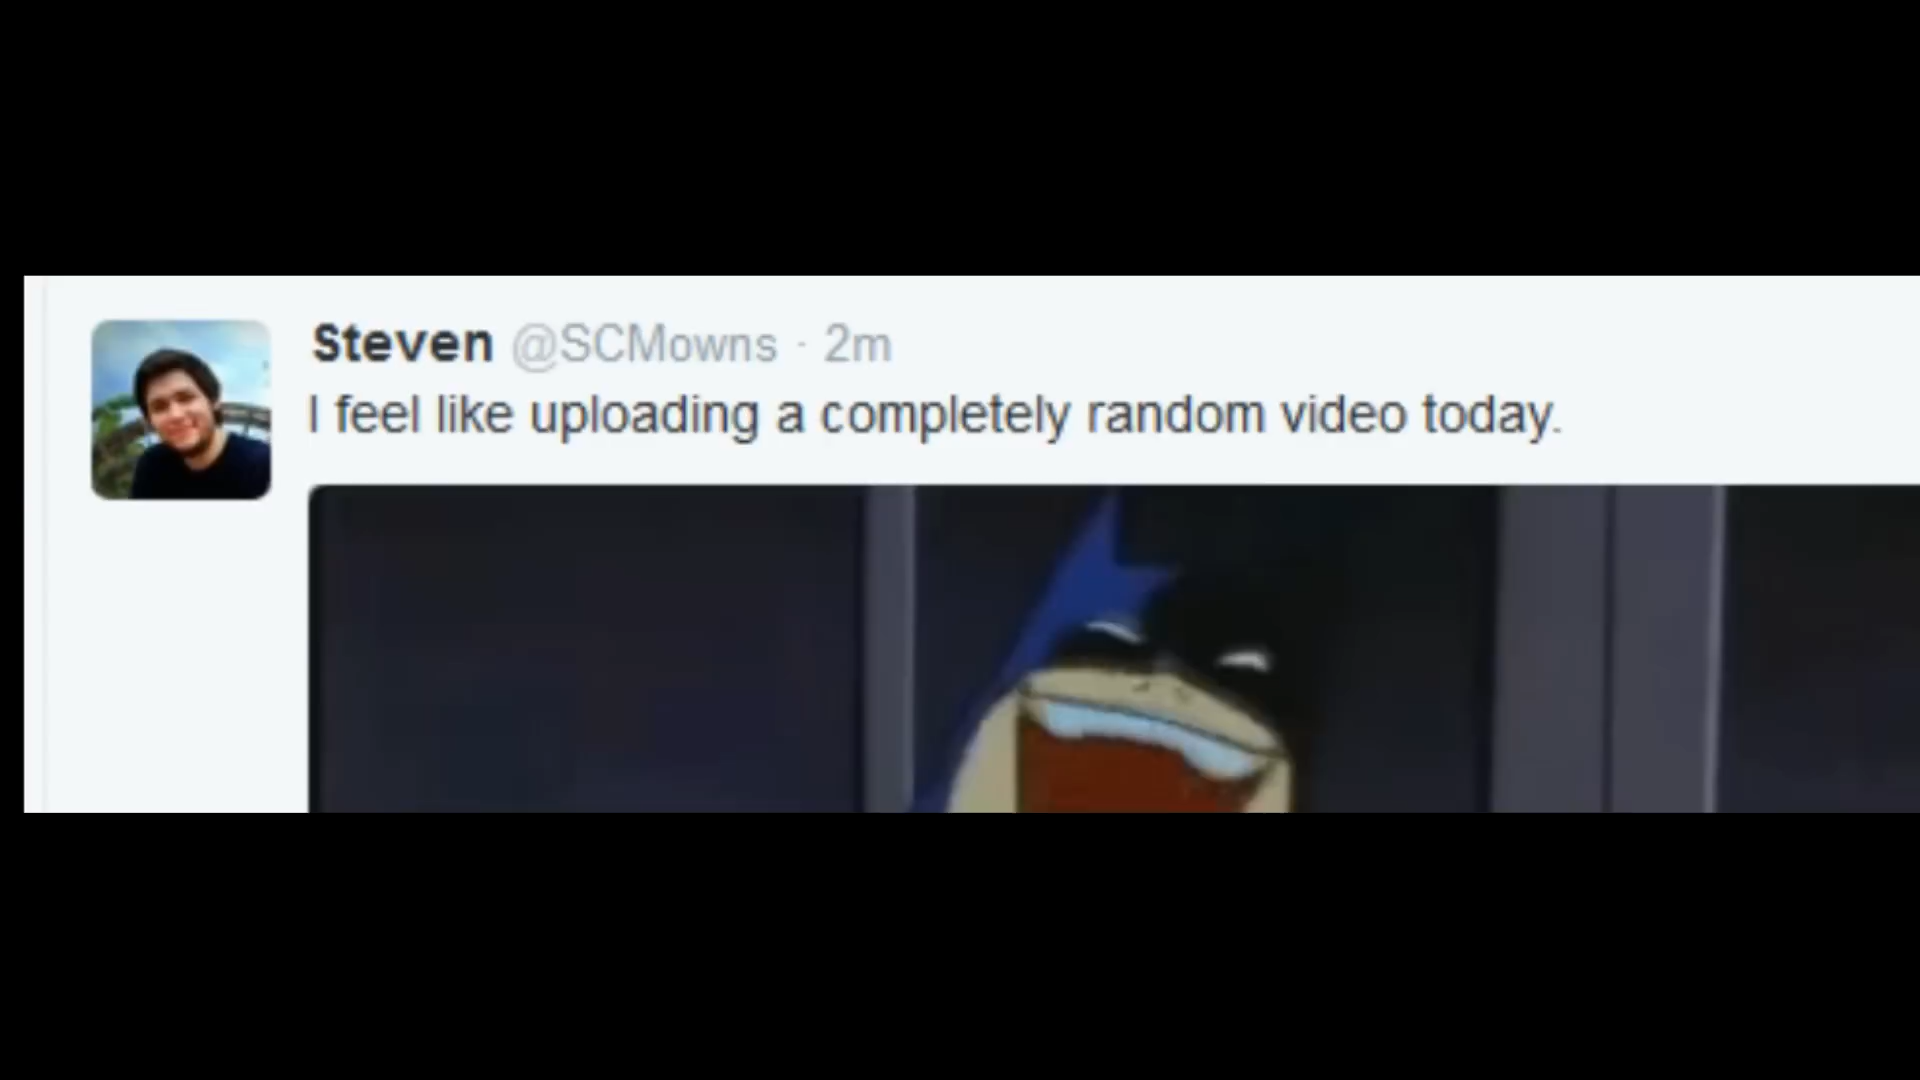 Steven @SCMowns · 2m
I feel like uploading a completely random video today.